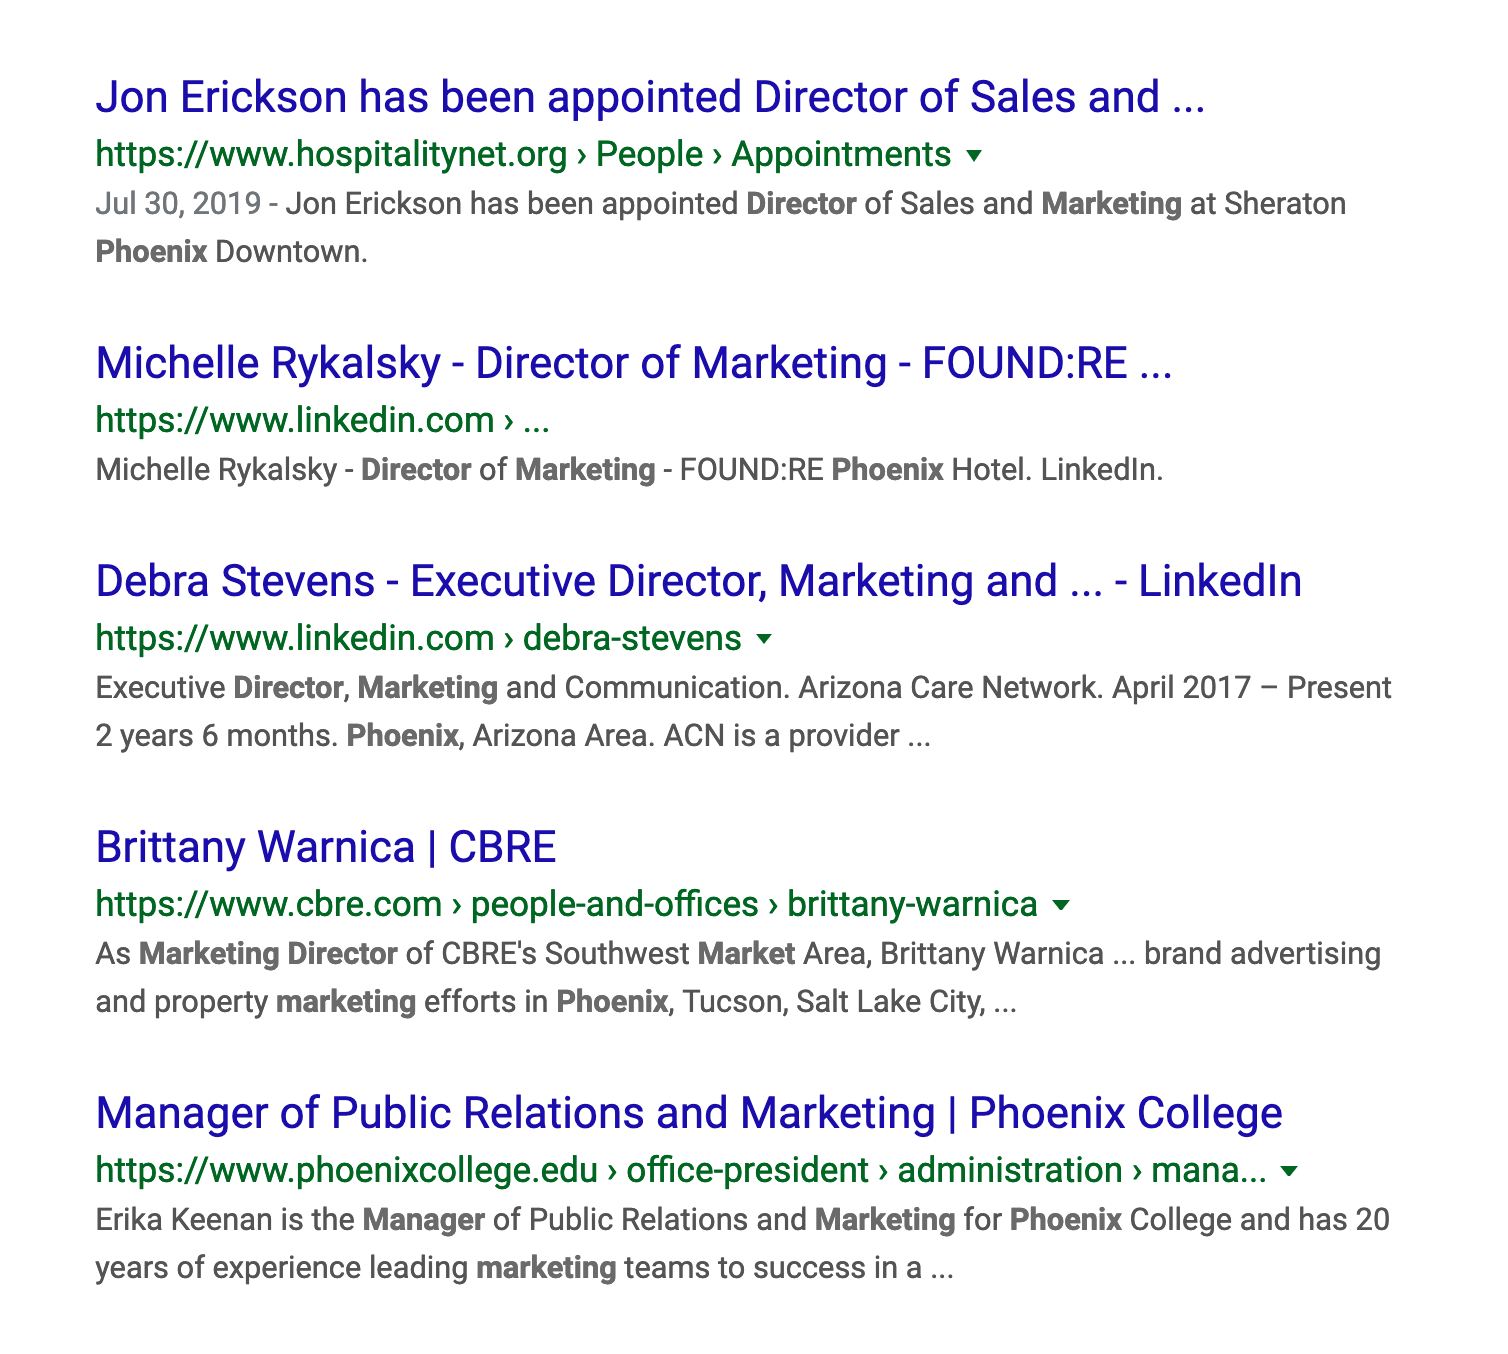 Jon Erickson has been appointed Director of Sales and ...
https://www.hospitalitynet.org › People › Appointments
Jul 30, 2019 - Jon Erickson has been appointed Director of Sales and Marketing at Sheraton
Phoenix Downtown.
Michelle Rykalsky - Director of Marketing - FOUND:RE ...
https://www.linkedin.com › ...
Michelle Rykalsky - Director of Marketing - FOUND:RE Phoenix Hotel. LinkedIn.
Debra Stevens - Executive Director, Marketing and ... - LinkedIn
https://www.linkedin.com › debra-stevens
Executive Director, Marketing and Communication. Arizona Care Network. April 2017 – Present
2 years 6 months. Phoenix, Arizona Area. ACN is a provider ...
Brittany Warnica | CBRE
https://www.cbre.com › people-and-offices › brittany-warnica
As Marketing Director of CBRE's Southwest Market Area, Brittany Warnica ... brand advertising
and property marketing efforts in Phoenix, Tucson, Salt Lake City, ...
Manager of Public Relations and Marketing | Phoenix College
https://www.phoenixcollege.edu › office-president › administration › mana...
Erika Keenan is the Manager of Public Relations and Marketing for Phoenix College and has 20
years of experience leading marketing teams to success in a ...